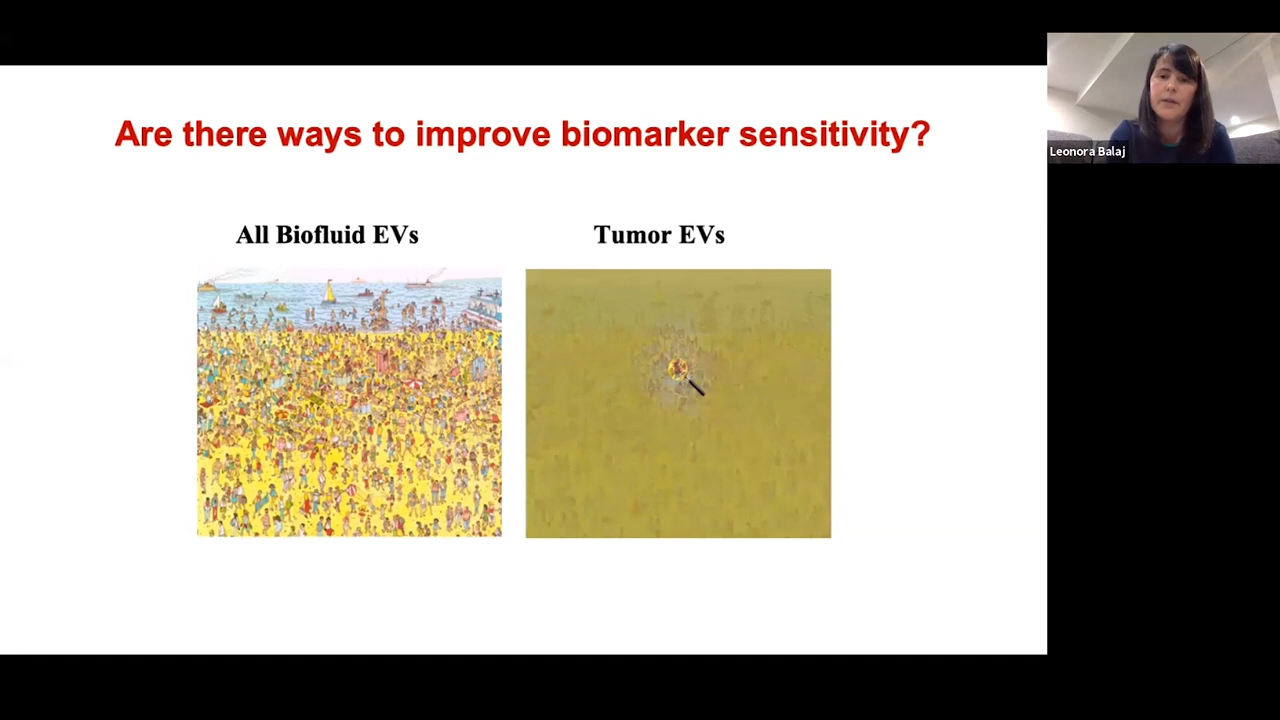 Are there ways to improve biomarker sensitivity?
All Biofluid EVs
Tumor EVs
Leonora Balaj